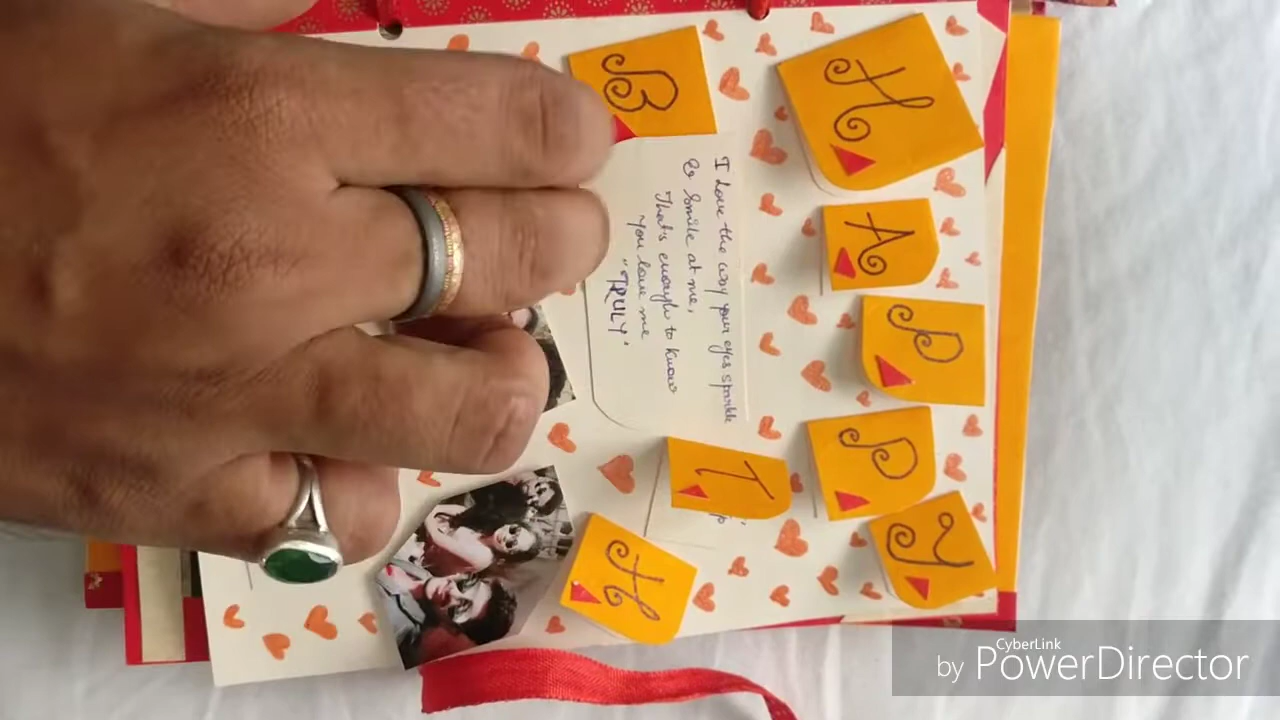 H
A
P
P
Y
B
I
H
I love the way your eyes sparkle
& Smile at me,
That's enough to know
you love me
"TRULY"
CyberLink
by PowerDirector